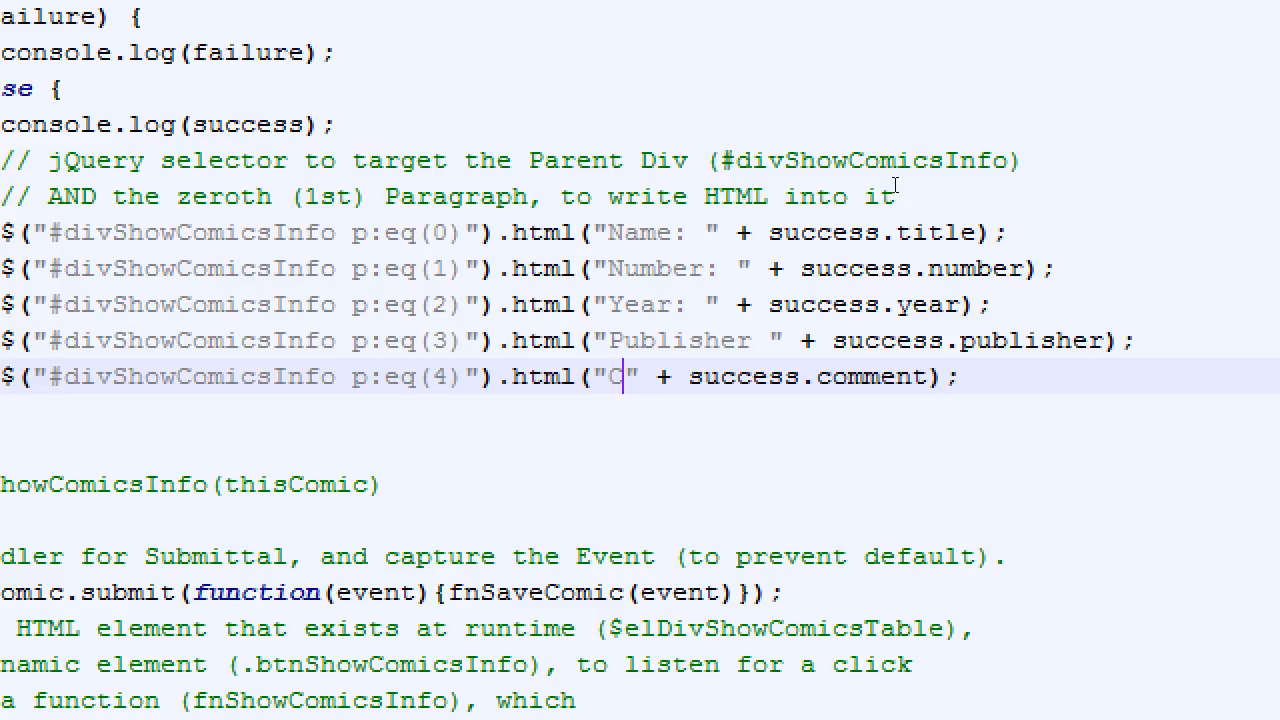 ailure) {
console.log(failure);
se {
console.log(success);
// jQuery selector to target the Parent Div (#divShowComicsInfo)
// AND the zeroth (1st) Paragraph, to write HTML into it
$("#divShowComicsInfo p:eq(0)").html("Name: " + success.title);
$("#divShowComicsInfo p:eq(1)").html("Number: " + success.number);
$("#divShowComicsInfo p:eq(2)").html("Year: " + success.year);
$("#divShowComicsInfo p:eq(3)").html("Publisher " + success.publisher);
$("#divShowComicsInfo p:eq(4)").html("C" + success.comment);
howComicsInfo(thisComic)
dler for Submittal, and capture the Event (to prevent default).
omic.submit(function(event){fnSaveComic(event)});
HTML element that exists at runtime ($elDivShowComicsTable),
namic element (.btnShowComicsInfo), to listen for a click
a function (fnShowComicsInfo), which